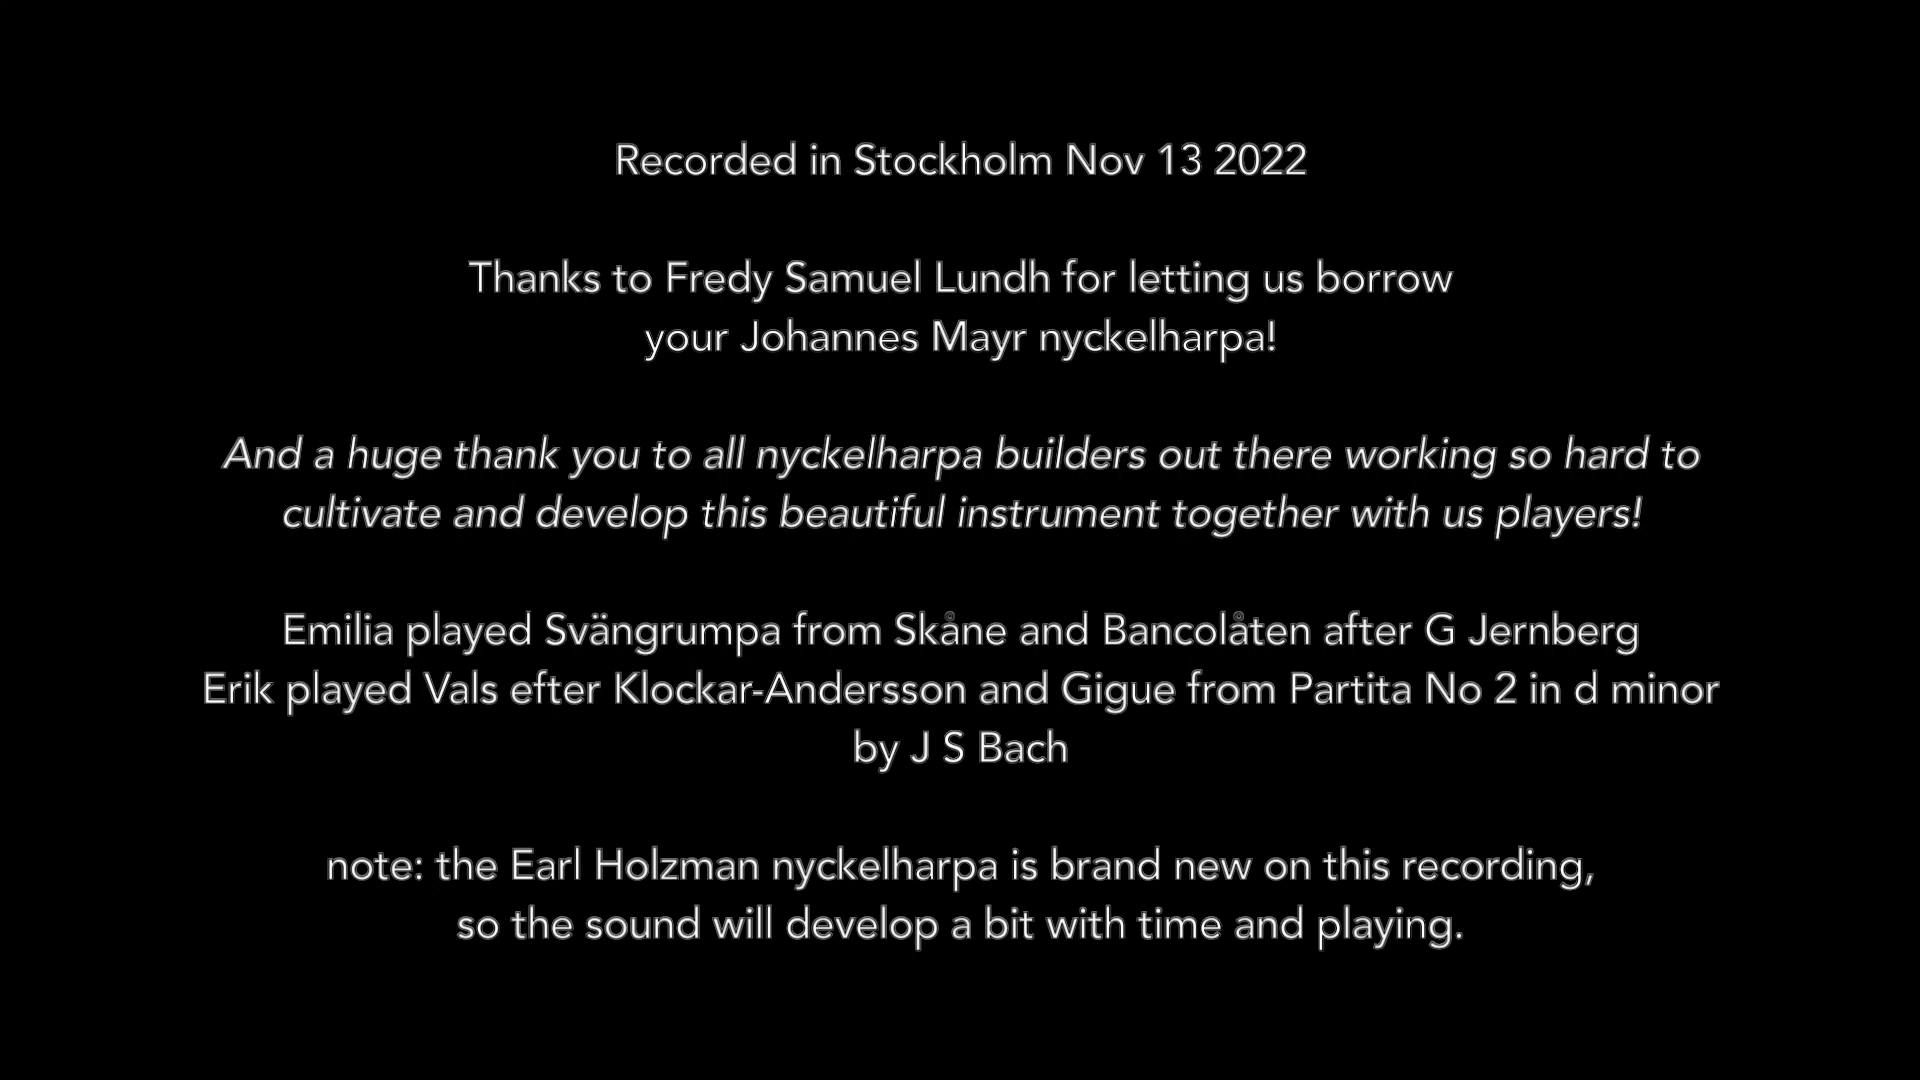 Recorded in Stockholm Nov 13 2022
Thanks to Fredy Samuel Lundh for letting us borrow
your Johannes Mayr nyckelharpa!
And a huge thank you to all nyckelharpa builders out there working so hard to
cultivate and develop this beautiful instrument together with us players!
Emilia played Svängrumpa from Skåne and Bancolåten after G Jernberg
Erik played Vals efter Klockar-Andersson and Gigue from Partita No 2 in d minor
by J S Bach
note: the Earl Holzman nyckelharpa is brand new on this recording,
so the sound will develop a bit with time and playing.